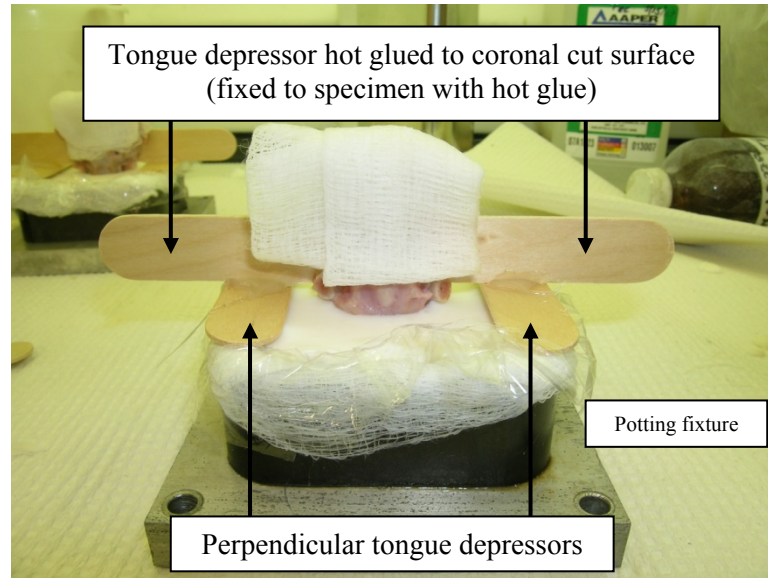 AAPER
Tongue depressor hot glued to coronal cut surface
(fixed to specimen with hot glue)
013007
Potting fixture
Perpendicular tongue depressors